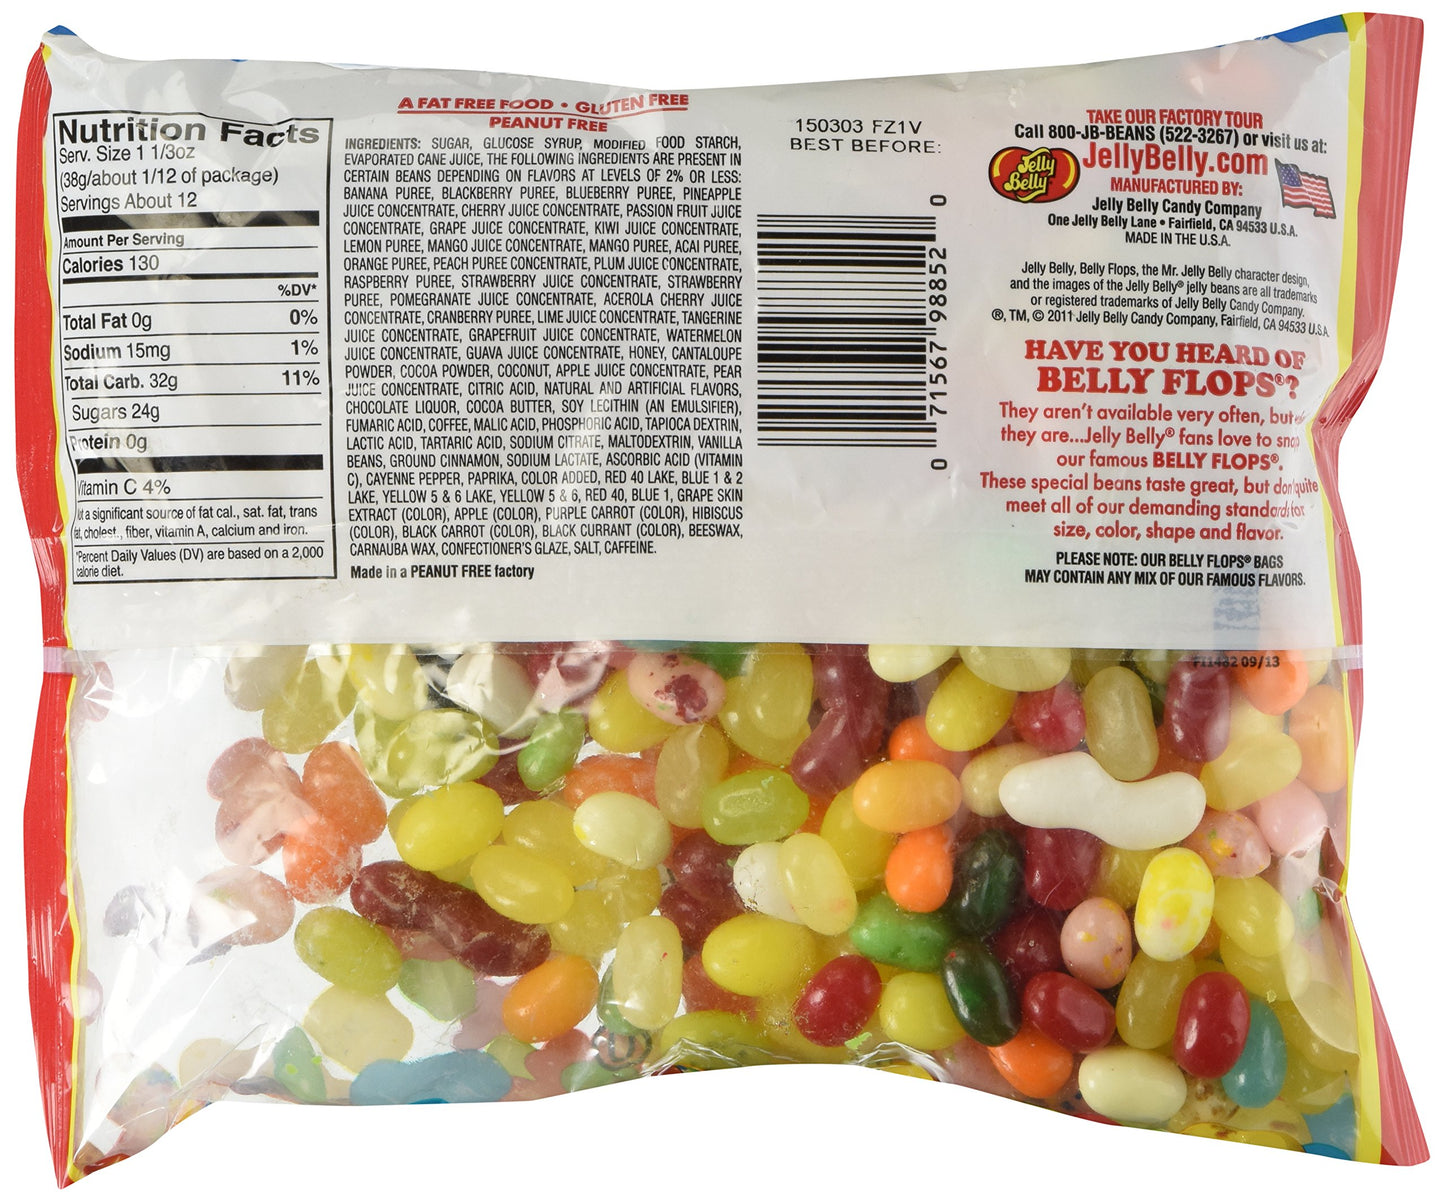 Nutrition Facts
Serv. Size 1 1/3oz
(38g/about 1/12 of package)
Servings About 12
Amount Per Serving
Calories 130
%DV*
Total Fat 0g 0%
Sodium 15mg 1%
Total Carb. 32g 11%
Sugars 24g
Protein 0g
Vitamin C 4%
a significant source of fat cal., sat. fat, trans
fat, cholest., fiber, vitamin A, calcium and iron.
*Percent Daily Values (DV) are based on a 2,000
calorie diet.
A FAT FREE FOOD • GLUTEN FREE
PEANUT FREE
INGREDIENTS: SUGAR, GLUCOSE SYRUP, MODIFIED FOOD STARCH,
EVAPORATED CANE JUICE, THE FOLLOWING INGREDIENTS ARE PRESENT IN
CERTAIN BEANS DEPENDING ON FLAVORS AT LEVELS OF 2% OR LESS:
BANANA PUREE, BLACKBERRY PUREE, BLUEBERRY PUREE, PINEAPPLE
JUICE CONCENTRATE, CHERRY JUICE CONCENTRATE, PASSION FRUIT JUICE
CONCENTRATE, GRAPE JUICE CONCENTRATE, KIWI JUICE CONCENTRATE,
LEMON PUREE, MANGO JUICE CONCENTRATE, MANGO PUREE, ACAI PUREE,
ORANGE PUREE, PEACH PUREE CONCENTRATE, PLUM JUICE CONCENTRATE,
RASPBERRY PUREE, STRAWBERRY JUICE CONCENTRATE, STRAWBERRY
PUREE, POMEGRANATE JUICE CONCENTRATE, ACEROLA CHERRY JUICE
CONCENTRATE, CRANBERRY PUREE, LIME JUICE CONCENTRATE, TANGERINE
JUICE CONCENTRATE, GRAPEFRUIT JUICE CONCENTRATE, WATERMELON
JUICE CONCENTRATE, GUAVA JUICE CONCENTRATE, HONEY, CANTALOUPE
POWDER, COCOA POWDER, COCONUT, APPLE JUICE CONCENTRATE, PEAR
JUICE CONCENTRATE, CITRIC ACID, NATURAL AND ARTIFICIAL FLAVORS,
CHOCOLATE LIQUOR, COCOA BUTTER, SOY LECITHIN (AN EMULSIFIER),
FUMARIC ACID, COFFEE, MALIC ACID, PHOSPHORIC ACID, TAPIOCA DEXTRIN,
LACTIC ACID, TARTARIC ACID, SODIUM CITRATE, MALTODEXTRIN, VANILLA
BEANS, GROUND CINNAMON, SODIUM LACTATE, ASCORBIC ACID (VITAMIN
C), CAYENNE PEPPER, PAPRIKA, COLOR ADDED, RED 40 LAKE, BLUE 1 & 2
LAKE, YELLOW 5 & 6 LAKE, YELLOW 5 & 6, RED 40, BLUE 1, GRAPE SKIN
EXTRACT (COLOR), APPLE (COLOR), PURPLE CARROT (COLOR), HIBISCUS
(COLOR), BLACK CARROT (COLOR), BLACK CURRANT (COLOR), BEESWAX,
CARNAUBA WAX, CONFECTIONER'S GLAZE, SALT, CAFFEINE.
Made in a PEANUT FREE factory
150303 FZ1V
BEST BEFORE:
0 71567 98852 0
TAKE OUR FACTORY TOUR
Call 800-JB-BEANS (522-3267) or visit us at:
Jelly Belly
JellyBelly.com
MANUFACTURED BY:
Jelly Belly Candy Company
One Jelly Belly Lane • Fairfield, CA 94533 U.S.A.
MADE IN THE U.S.A.
Jelly Belly, Belly Flops, the Mr. Jelly Belly character design,
and the images of the Jelly Belly® jelly beans are all trademarks
or registered trademarks of Jelly Belly Candy Company.
®, TM, © 2011 Jelly Belly Candy Company, Fairfield, CA 94533 U.S.A.
HAVE YOU HEARD OF
BELLY FLOPS®?
They aren't available very often, but
they are...Jelly Belly® fans love to snap
our famous BELLY FLOPS®.
These special beans taste great, but don't quite
meet all of our demanding standards for
size, color, shape and flavor.
PLEASE NOTE: OUR BELLY FLOPS® BAGS
MAY CONTAIN ANY MIX OF OUR FAMOUS FLAVORS.
09/13